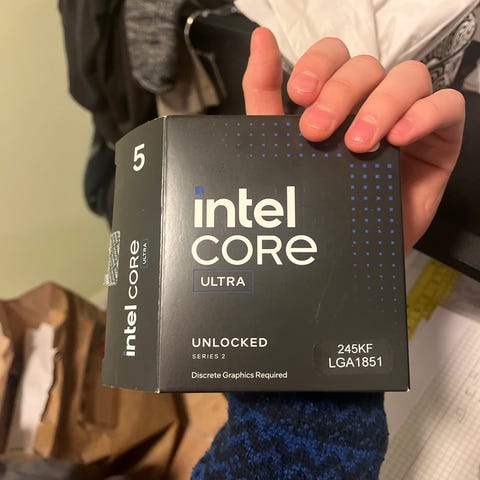 5
intel
CORE
ULTRA
intel
CORE
ULTRA
UNLOCKED
SERIES 2
Discrete Graphics Required
245KF
LGA1851